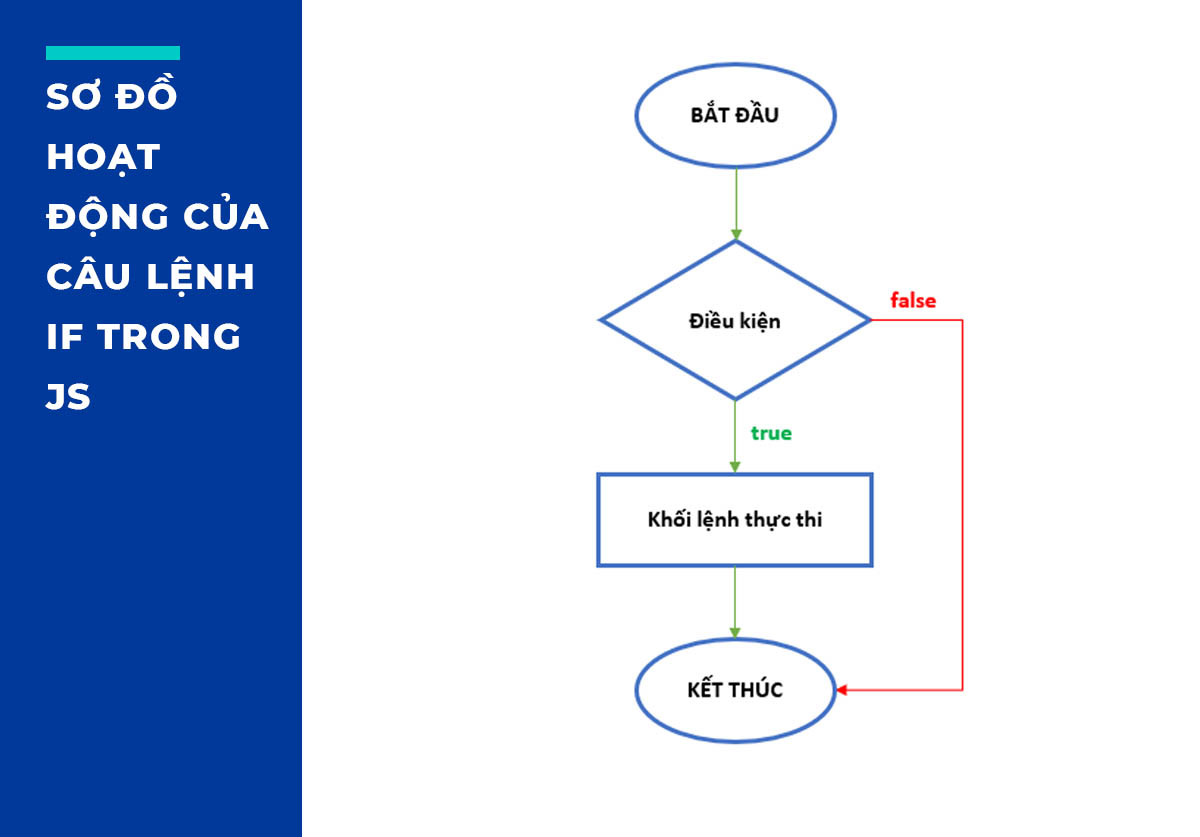 SƠ ĐỒ
HOẠT
ĐỘNG CỦA
CÂU LỆNH
IF TRONG
JS
BẮT ĐẦU
Điều kiện
false
true
Khối lệnh thực thi
KẾT THÚC